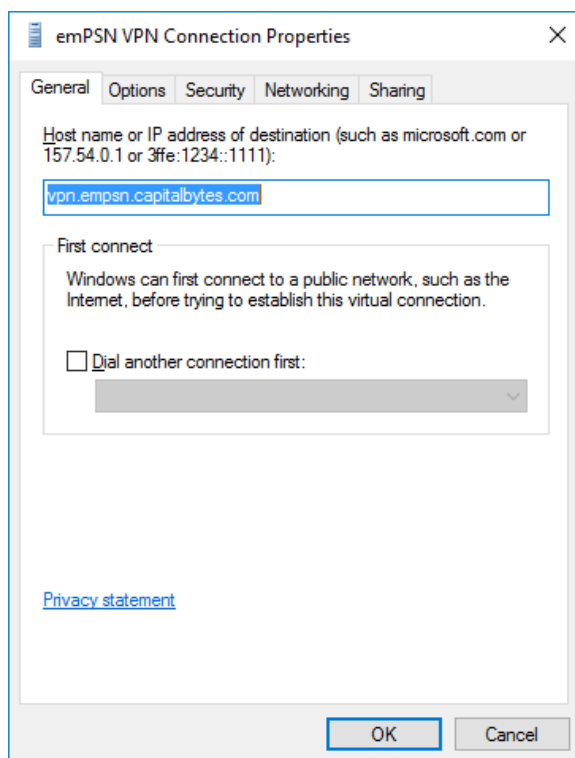 emPSN VPN Connection Properties
General Options Security Networking Sharing
Host name or IP address of destination (such as microsoft.com or
157.54.0.1 or 3ffe:1234::1111):
vpn.empsn.capitalbytes.com
First connect
Windows can first connect to a public network, such as the
Internet, before trying to establish this virtual connection.
Dial another connection first:
Privacy statement
OK Cancel